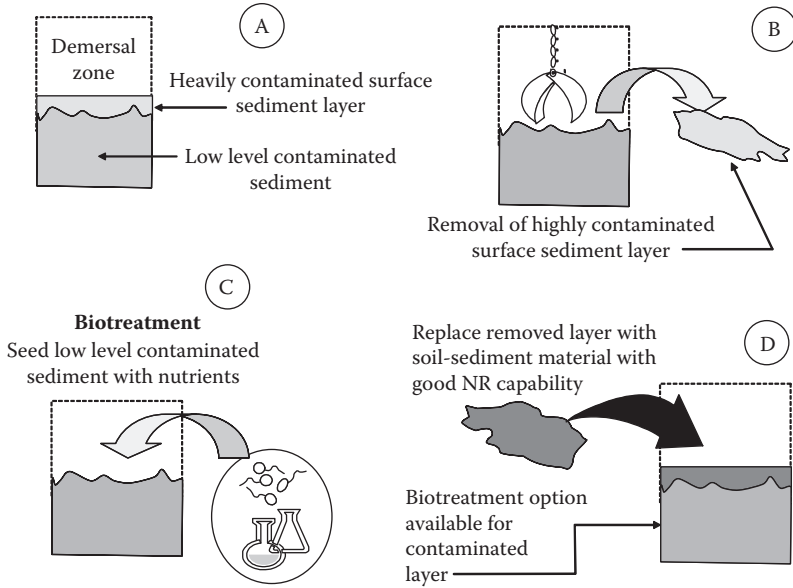 A
Demersal
zone
Heavily contaminated surface
sediment layer
Low level contaminated
sediment
B
Removal of highly contaminated
surface sediment layer
C
Biotreatment
Seed low level contaminated
sediment with nutrients
D
Replace removed layer with
soil-sediment material with
good NR capability
Biotreatment option
available for
contaminated
layer